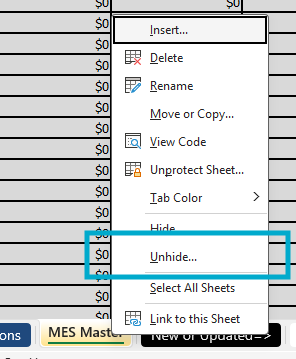 $0 $0
$0 Insert...
$0
$0 Delete
$0 Rename
$0
$0 Move or Copy...
$0 View Code
$0 Unprotect Sheet...
$0
$0 Tab Color
$0 Hide
$0
$0 Unhide...
$0
$0 Select All Sheets
ons MES Master New or Updated=>
Link to this Sheet